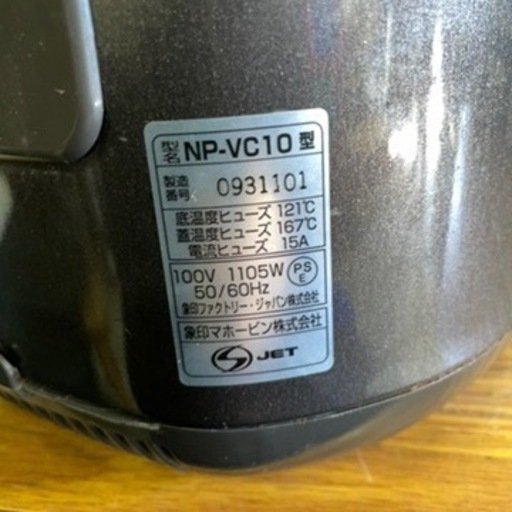 型名 NP-VC10 型
製造番号 0931101
底温度ヒューズ 121℃
蓋温度ヒューズ 167℃
電流ヒューズ 15A
100V 1105W PSE
50/60Hz
象印ファクトリー・ジャパン株式会社
象印マホービン株式会社
JET